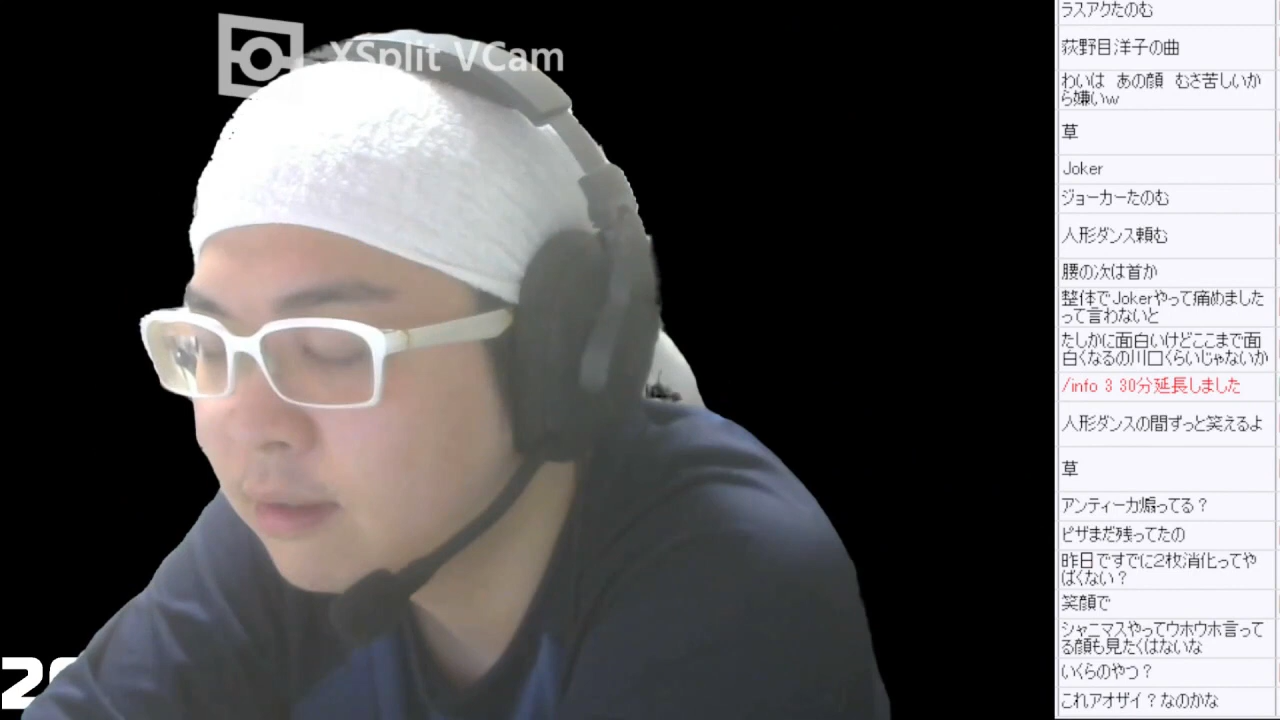 XSplit VCam
ラスアクたのむ
荻野目洋子の曲
わいは　あの顔　むさ苦しいか
ら嫌いw
草
Joker
ジョーカーたのむ
人形ダンス頼む
腰の次は首か
整体でJokerやって痛めました
って言わないと
たしかに面白いけどここまで面
白くなるの川口くらいじゃないか
/info 3 30分延長しました
人形ダンスの間ずっと笑えるよ
草
アンティーカ煽ってる？
ピザまだ残ってたの
昨日ですでに2枚消化ってや
ばくない？
笑顔で
シャニマスやってウホウホ言って
る顔も見たくはないな
いくらのやつ？
これアオザイ？なのかな